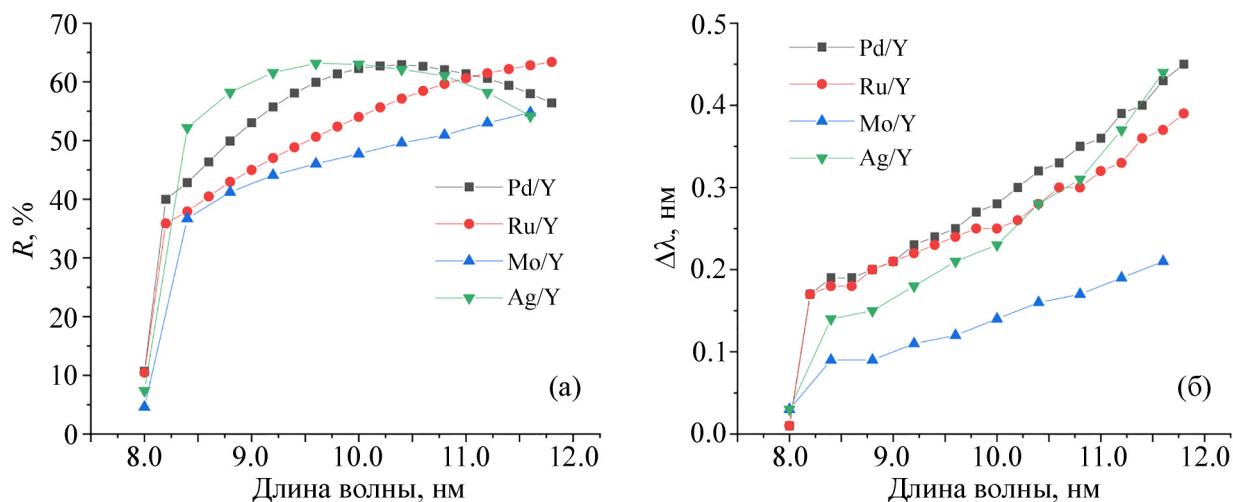 70
60
50
40
30
20
10
0
R, %
Pd/Y
Ru/Y
Mo/Y
Ag/Y
(а)
8.0 9.0 10.0 11.0 12.0
Длина волны, нм
0.5
0.4
0.3
0.2
0.1
0.0
Δλ, нм
Pd/Y
Ru/Y
Mo/Y
Ag/Y
(б)
8.0 9.0 10.0 11.0 12.0
Длина волны, нм